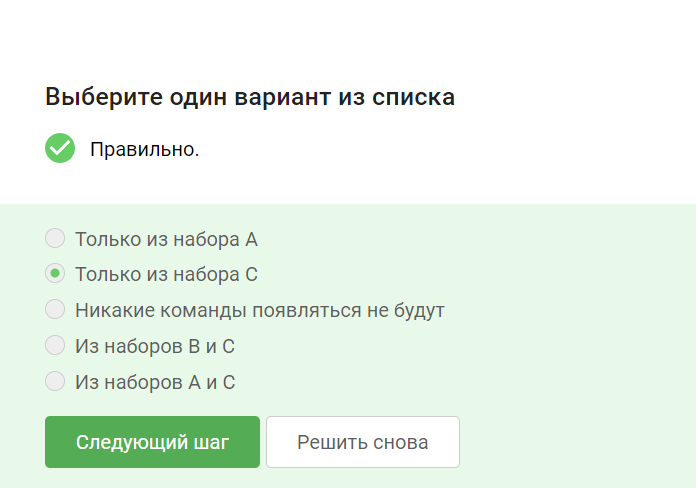 Выберите один вариант из списка
Правильно.
Только из набора A
Только из набора C
Никакие команды появляться не будут
Из наборов B и C
Из наборов A и C
Следующий шаг
Решить снова